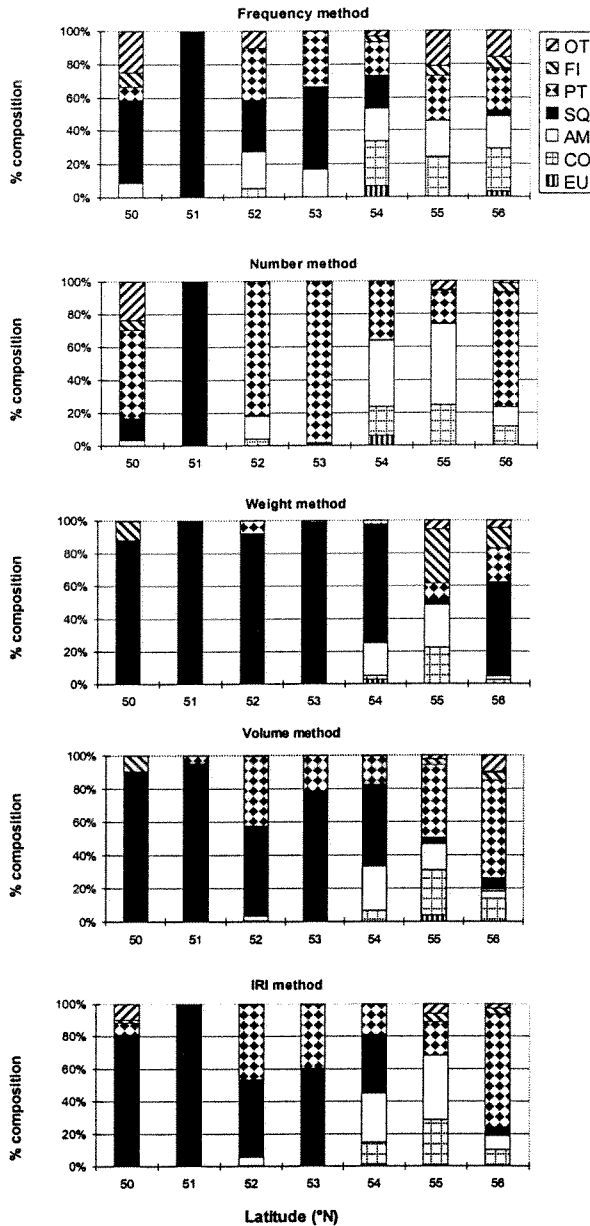 Frequency method
100%
80%
60%
40%
20%
0%
% composition
50 51 52 53 54 55 56
OT
FI
PT
SQ
AM
CO
EU
Number method
100%
80%
60%
40%
20%
0%
% composition
50 51 52 53 54 55 56
Weight method
100%
80%
60%
40%
20%
0%
% composition
50 51 52 53 54 55 56
Volume method
100%
80%
60%
40%
20%
0%
% composition
50 51 52 53 54 55 56
IRI method
100%
80%
60%
40%
20%
0%
% composition
50 51 52 53 54 55 56
Latitude (°N)